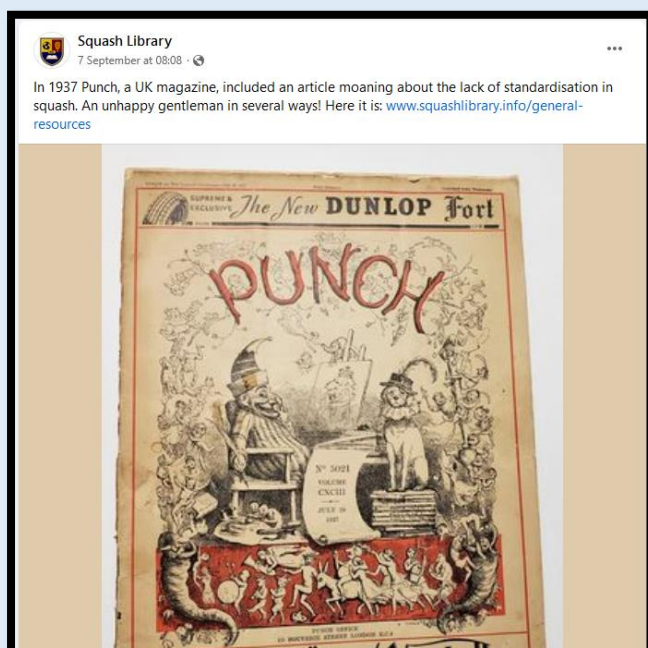 Squash Library
7 September at 08:08 ·
In 1937 Punch, a UK magazine, included an article moaning about the lack of standardisation in
squash. An unhappy gentleman in several ways! Here it is: www.squashlibrary.info/general-
resources
SUPREME &
EXCLUSIVE
The New DUNLOP Fort
PUNCH
Nº 5021
VOLUME
CXCIII
JULY
1937
PUNCH OFFICE
10 BOUVERIE STREET LONDON E.C.4